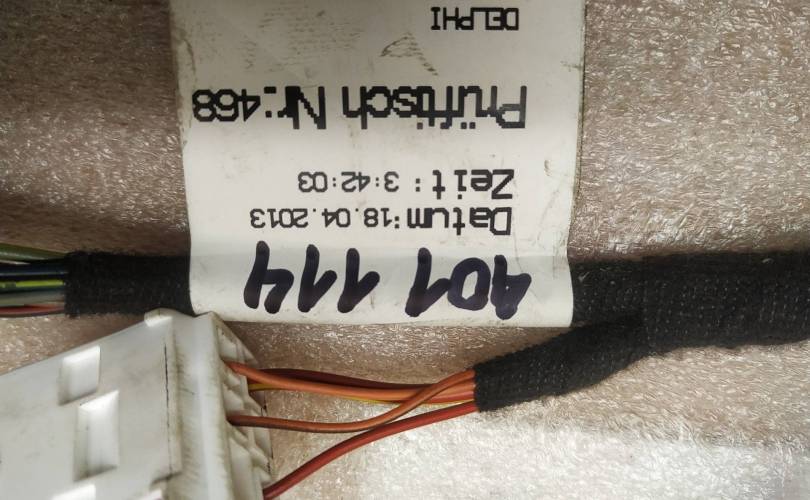 401 114
Datum:18.04.2013
Zeit: 3:42:03
Prüftisch Nr.:468
DELPHI